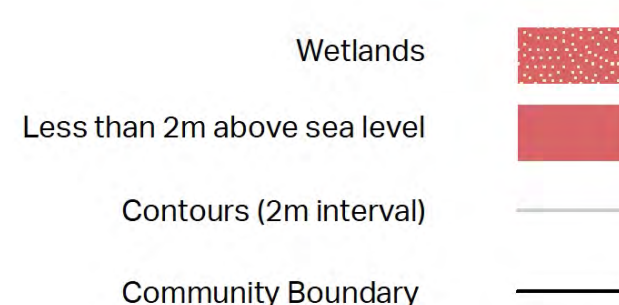 Wetlands
Less than 2m above sea level
Contours (2m interval)
Community Boundary